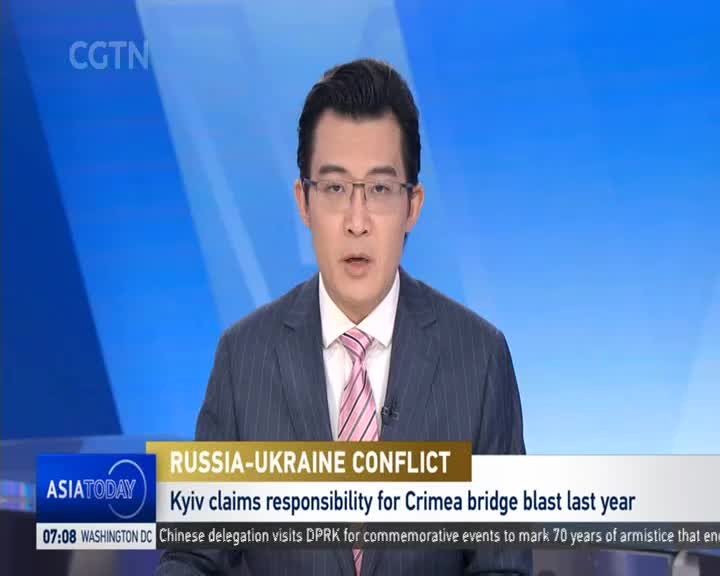 CGTN
RUSSIA-UKRAINE CONFLICT
ASIA TODAY
Kyiv claims responsibility for Crimea bridge blast last year
07:08 WASHINGTON DC
Chinese delegation visits DPRK for commemorative events to mark 70 years of armistice that en